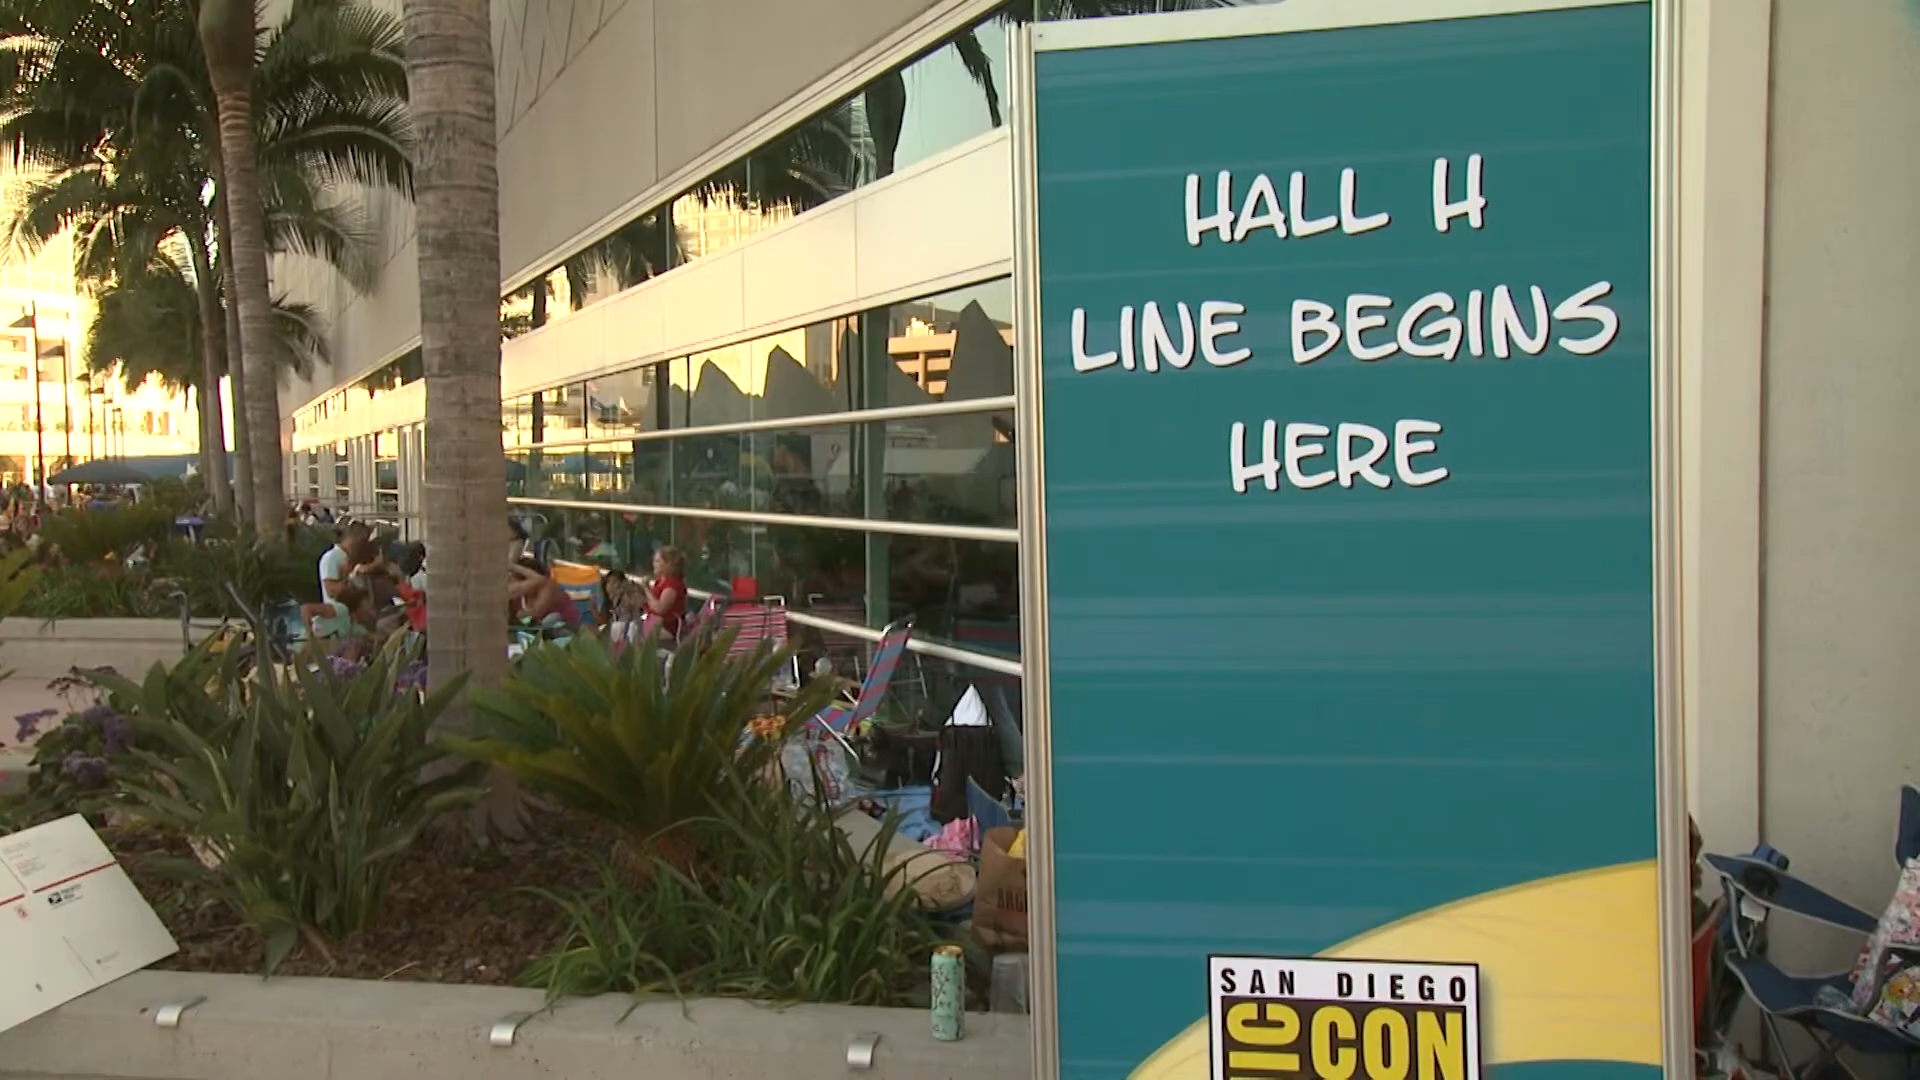 HALL H
LINE BEGINS
HERE
SAN DIEGO
CON